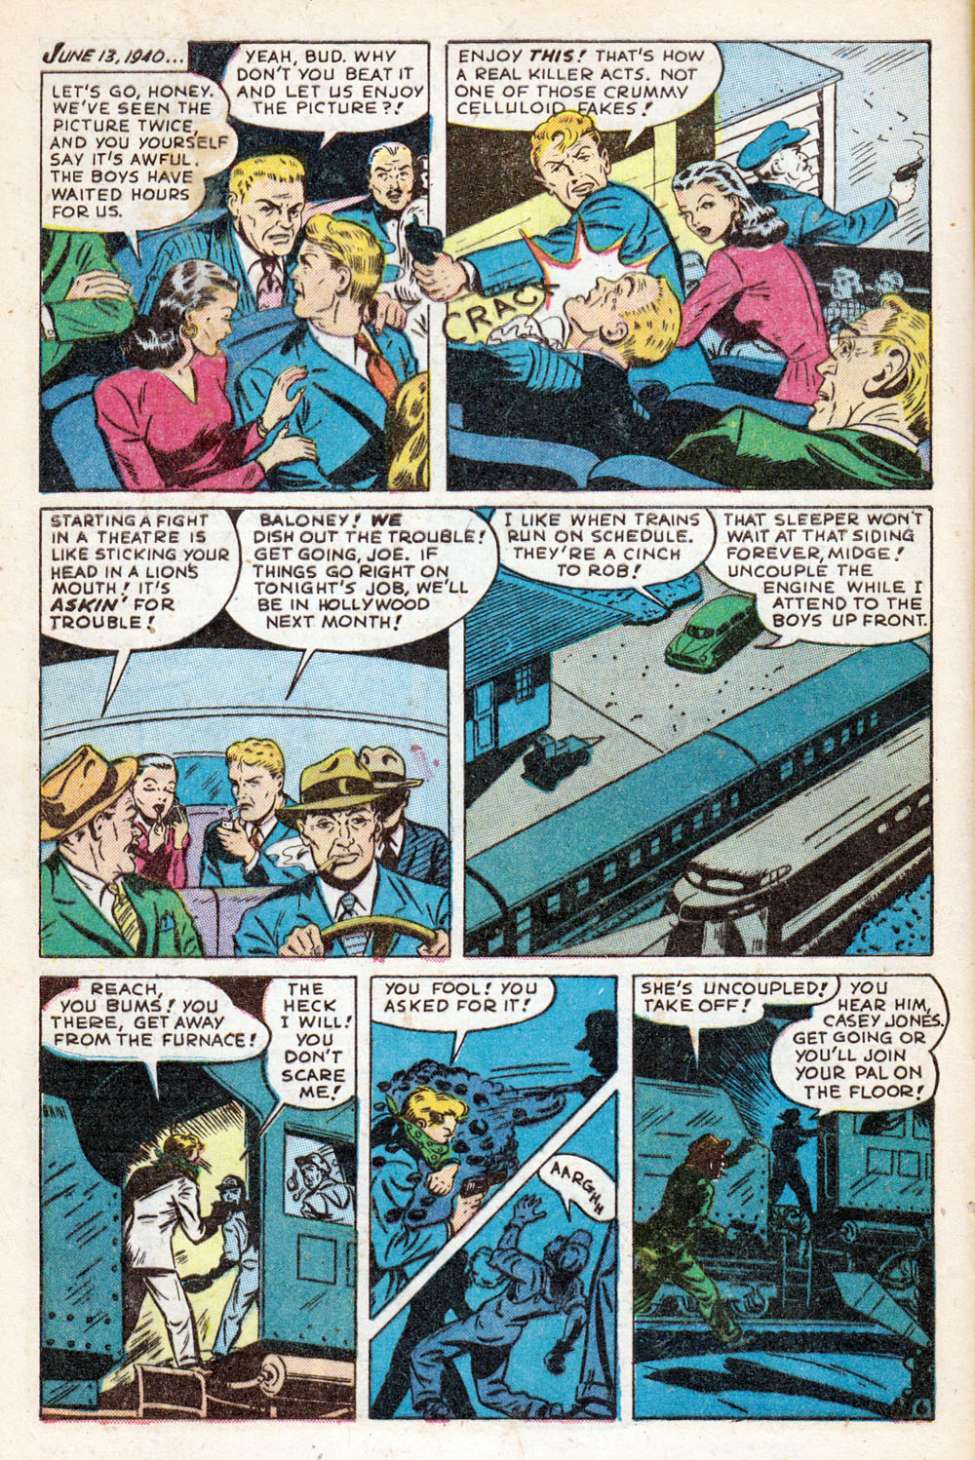 JUNE 13, 1940...
LET'S GO, HONEY.
WE'VE SEEN THE
PICTURE TWICE,
AND YOU YOURSELF
SAY IT'S AWFUL.
THE BOYS HAVE
WAITED HOURS
FOR US.
YEAH, BUD. WHY
DON'T YOU BEAT IT
AND LET US ENJOY
THE PICTURE?!
ENJOY THIS! THAT'S HOW
A REAL KILLER ACTS. NOT
ONE OF THOSE CRUMMY
CELLULOID FAKES!
CRACK
STARTING A FIGHT
IN A THEATRE IS
LIKE STICKING YOUR
HEAD IN A LION'S
MOUTH! IT'S
ASKIN' FOR
TROUBLE!
BALONEY! WE
DISH OUT THE TROUBLE!
GET GOING, JOE. IF
THINGS GO RIGHT ON
TONIGHT'S JOB, WE'LL
BE IN HOLLYWOOD
NEXT MONTH!
I LIKE WHEN TRAINS
RUN ON SCHEDULE.
THEY'RE A CINCH
TO ROB!
THAT SLEEPER WON'T
WAIT AT THAT SIDING
FOREVER, MIDGE!
UNCOUPLE THE
ENGINE WHILE I
ATTEND TO THE
BOYS UP FRONT.
REACH,
YOU BUMS! YOU
THERE, GET AWAY
FROM THE FURNACE!
THE
HECK
I WILL!
YOU
DON'T
SCARE
ME!
YOU FOOL! YOU
ASKED FOR IT!
AARGHHH
SHE'S UNCOUPLED!
TAKE OFF!
YOU
HEAR HIM,
CASEY JONES.
GET GOING OR
YOU'LL JOIN
YOUR PAL ON
THE FLOOR!
6